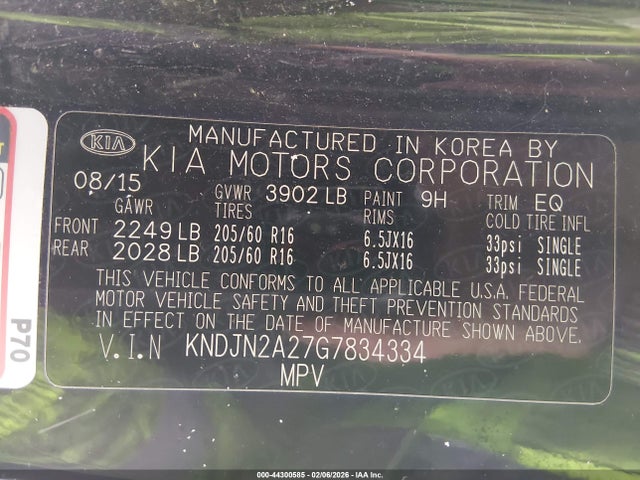 KIA MANUFACTURED IN KOREA BY
KIA MOTORS CORPORATION
08/15 GVWR 3902 LB PAINT 9H TRIM EQ
GAWR TIRES RIMS COLD TIRE INFL
FRONT 2249 LB 205/60 R16 6.5JX16 33psi SINGLE
REAR 2028 LB 205/60 R16 6.5JX16 33psi SINGLE
THIS VEHICLE CONFORMS TO ALL APPLICABLE U.S.A. FEDERAL
MOTOR VEHICLE SAFETY AND THEFT PREVENTION STANDARDS
IN EFFECT ON THE DATE OF MANUFACTURE SHOWN ABOVE.
V.I.N KNDJN2A27G7834334
MPV
P70
000-44300585 - 02/06/2026 - IAA Inc.